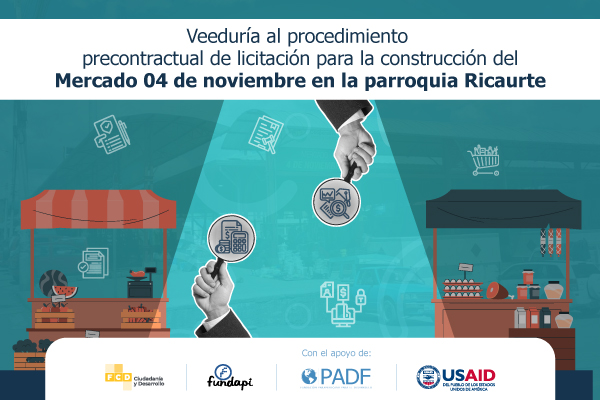 Veeduría al procedimiento
precontractual de licitación para la construcción del
Mercado 04 de noviembre en la parroquia Ricaurte
Con el apoyo de:
FCD Ciudadanía y Desarrollo
fundapi
PADF
USAID
DEL PUEBLO DE LOS ESTADOS
UNIDOS DE AMÉRICA